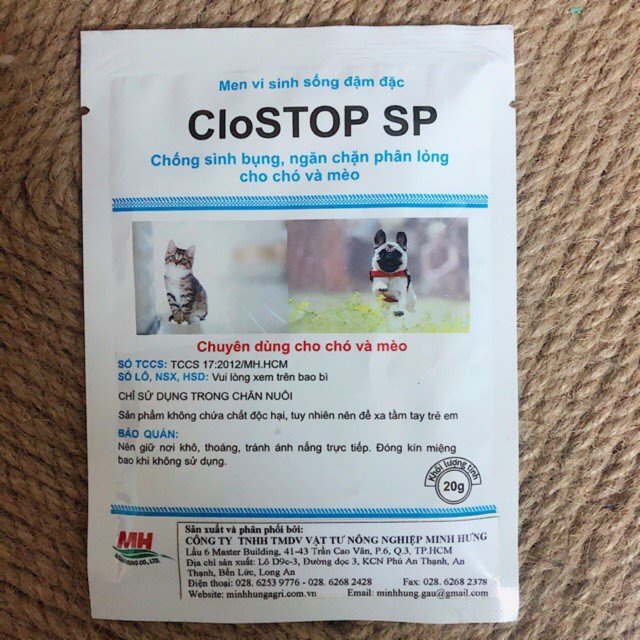 Men vi sinh sống đậm đặc
CloSTOP SP
Chống sình bụng, ngăn chặn phân lỏng
cho chó và mèo
Chuyên dùng cho chó và mèo
SỐ TCCS: TCCS 17:2012/MH.HCM
SỐ LÔ, NSX, HSD: Vui lòng xem trên bao bì
CHỈ SỬ DỤNG TRONG CHĂN NUÔI
Sản phẩm không chứa chất độc hại, tuy nhiên nên để xa tầm tay trẻ em
BẢO QUẢN:
Nên giữ nơi khô, thoáng, tránh ánh nắng trực tiếp. Đóng kín miệng
bao khi không sử dụng.
Khối lượng tịnh
20g
MH
MINH HUNG CO., LTD.
Sản xuất và phân phối bởi:
CÔNG TY TNHH TMDV VẬT TƯ NÔNG NGHIỆP MINH HƯNG
Lầu 6 Master Building, 41-43 Trần Cao Vân, P.6, Q.3, TP.HCM
Địa chỉ sản xuất: Lô D9c-3, Đường dọc 3, KCN Phú An Thạnh, An
Thạnh, Bến Lức, Long An
Điện thoại: 028. 6253 9776 - 028. 6268 2428 Fax: 028. 6268 2378
Website: minhhungagri.com.vn Email: minhhung.gau@gmail.com